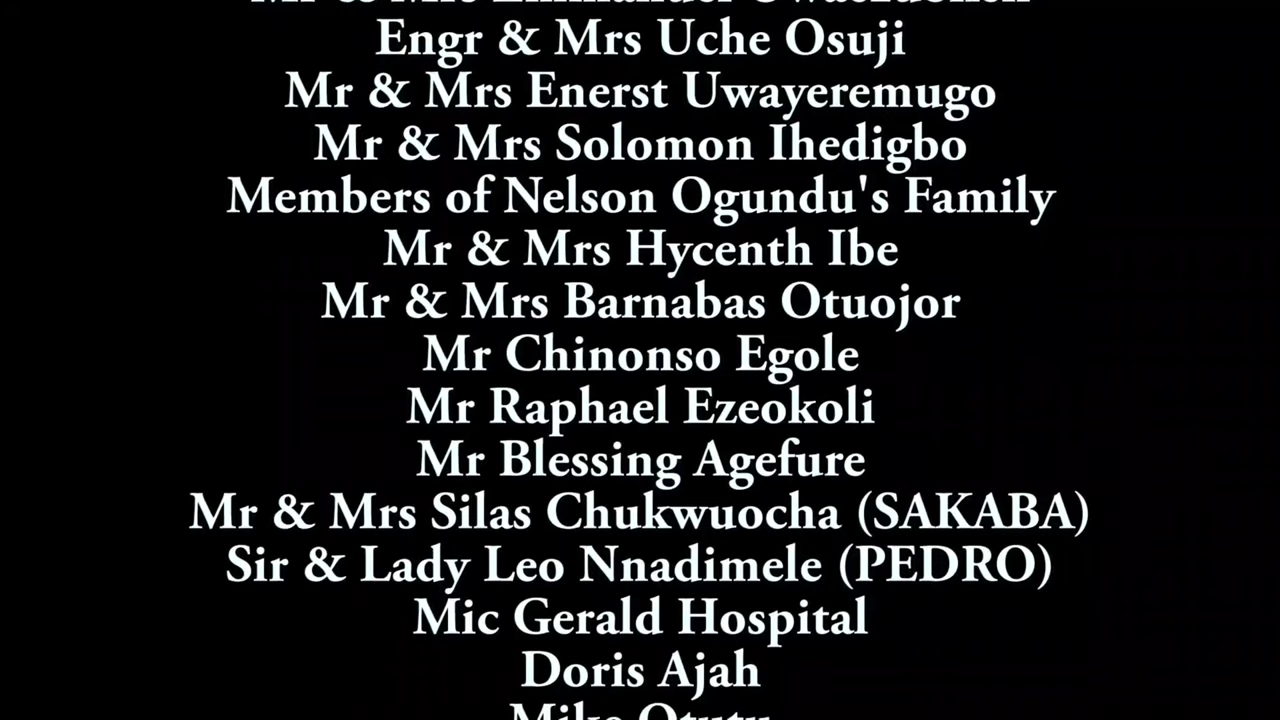 Engr & Mrs Uche Osuji
Mr & Mrs Enerst Uwayeremugo
Mr & Mrs Solomon Ihedigbo
Members of Nelson Ogundu's Family
Mr & Mrs Hycenth Ibe
Mr & Mrs Barnabas Otuojor
Mr Chinonso Egole
Mr Raphael Ezeokoli
Mr Blessing Agefure
Mr & Mrs Silas Chukwuocha (SAKABA)
Sir & Lady Leo Nnadimele (PEDRO)
Mic Gerald Hospital
Doris Ajah